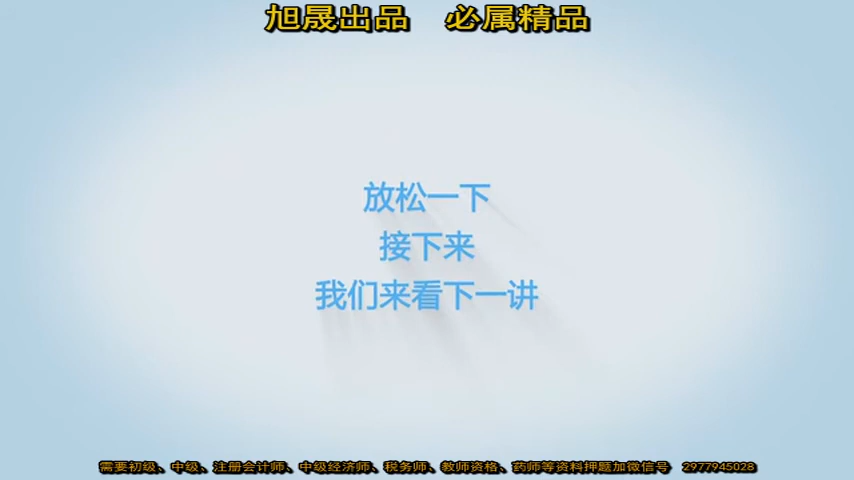 旭晟出品　必属精品
放松一下
接下来
我们来看下一讲
需要初级、中级、注册会计师、中级经济师、税务师、教师资格、药师等资料押题加微信号　2977945028